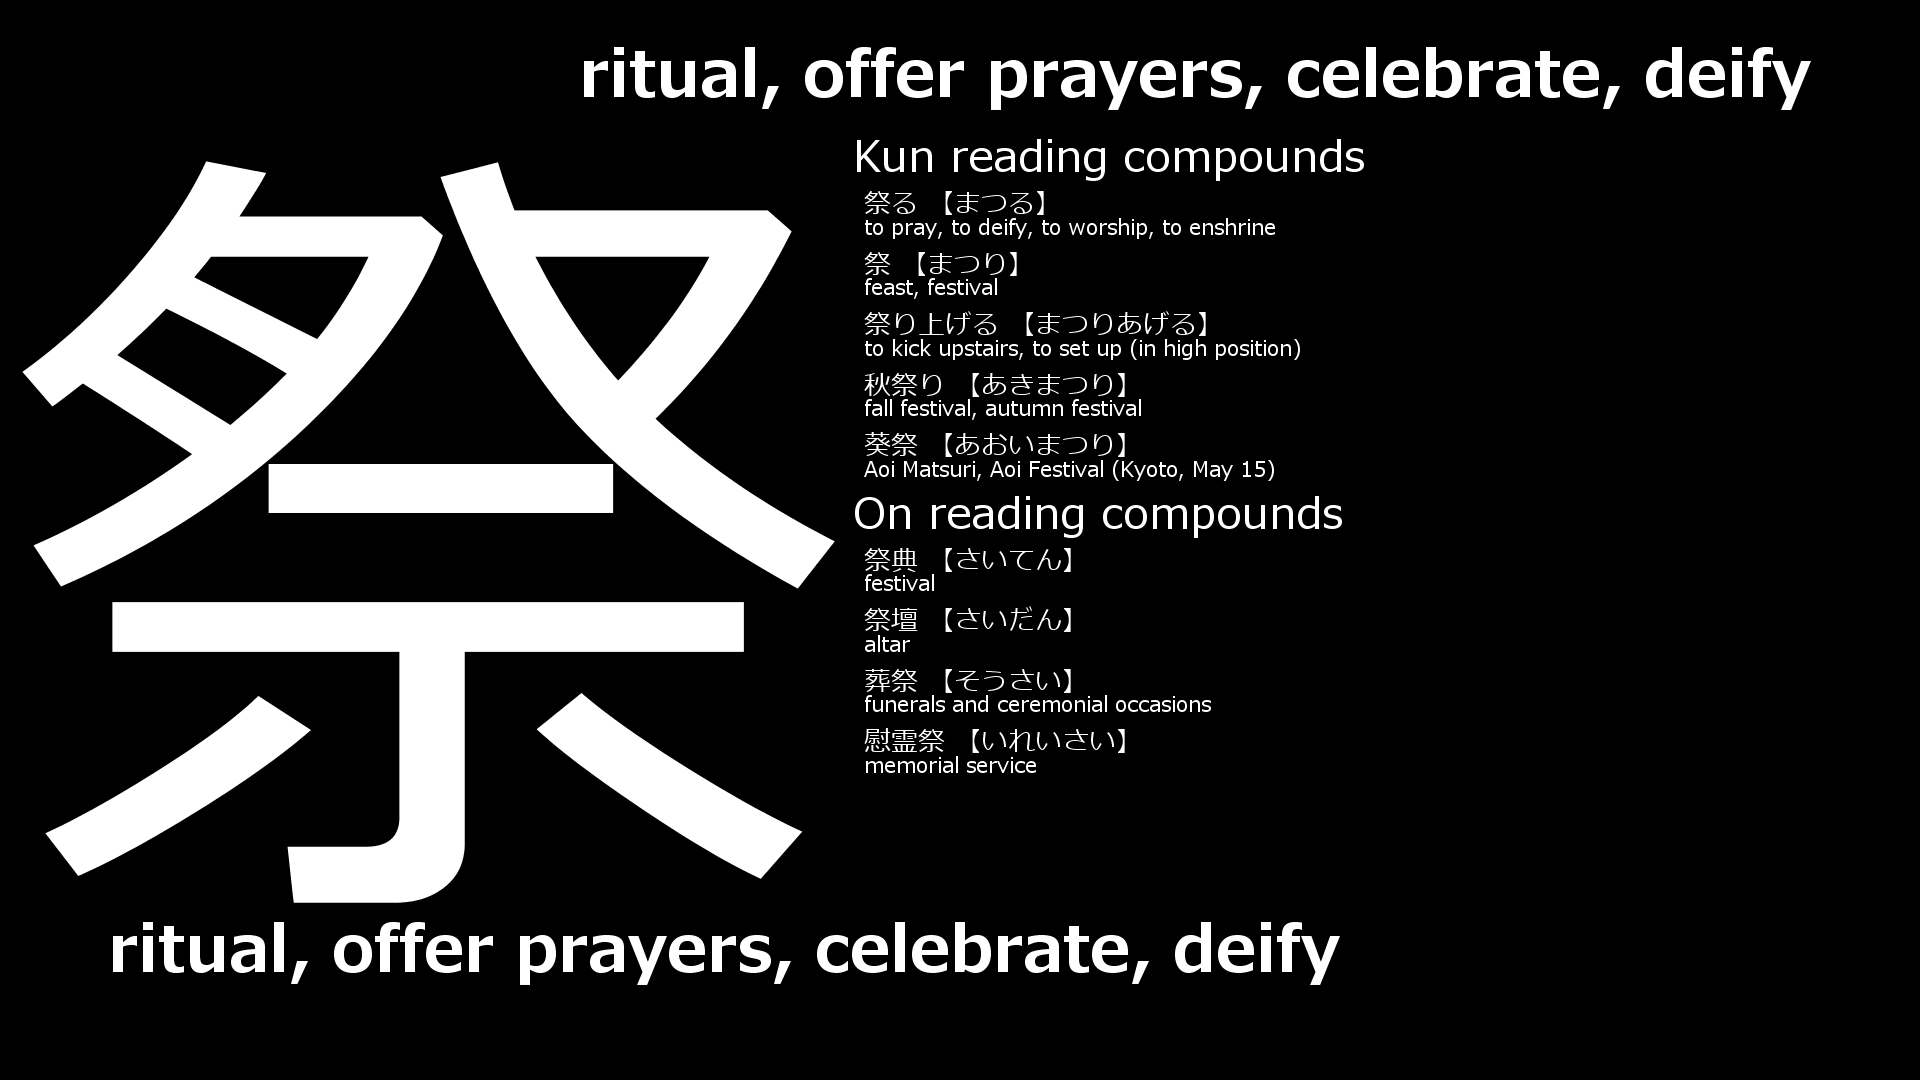 ritual, offer prayers, celebrate, deify
祭
Kun reading compounds
祭る 【まつる】
to pray, to deify, to worship, to enshrine
祭 【まつり】
feast, festival
祭り上げる 【まつりあげる】
to kick upstairs, to set up (in high position)
秋祭り 【あきまつり】
fall festival, autumn festival
葵祭 【あおいまつり】
Aoi Matsuri, Aoi Festival (Kyoto, May 15)
On reading compounds
祭典 【さいてん】
festival
祭壇 【さいだん】
altar
葬祭 【そうさい】
funerals and ceremonial occasions
慰霊祭 【いれいさい】
memorial service
ritual, offer prayers, celebrate, deify